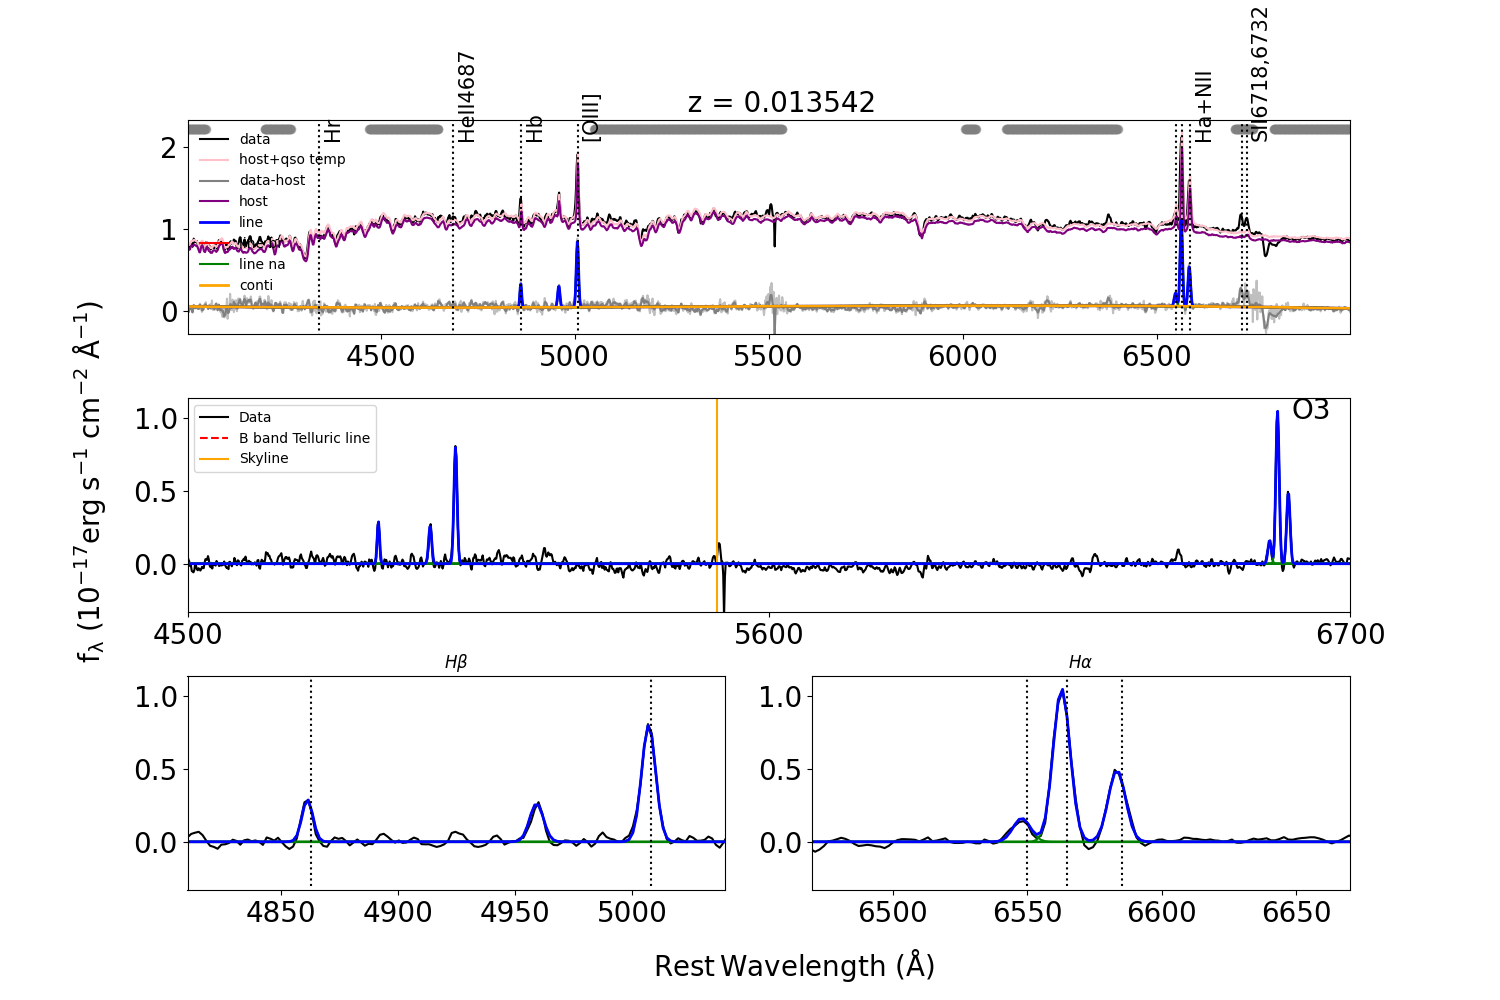 z = 0.013542
Hr
HeII4687
Hb
[OIII]
Ha+NII
SII6718,6732
data
host+qso temp
data-host
host
line
line na
conti
2
1
0
4500 5000 5500 6000 6500
fλ (10⁻¹⁷erg s⁻¹ cm⁻² Å⁻¹)
O3
Data
B band Telluric line
Skyline
1.0
0.5
0.0
4500 5600 6700
Hβ
1.0
0.5
0.0
4850 4900 4950 5000
Hα
1.0
0.5
0.0
6500 6550 6600 6650
Rest Wavelength (Å)